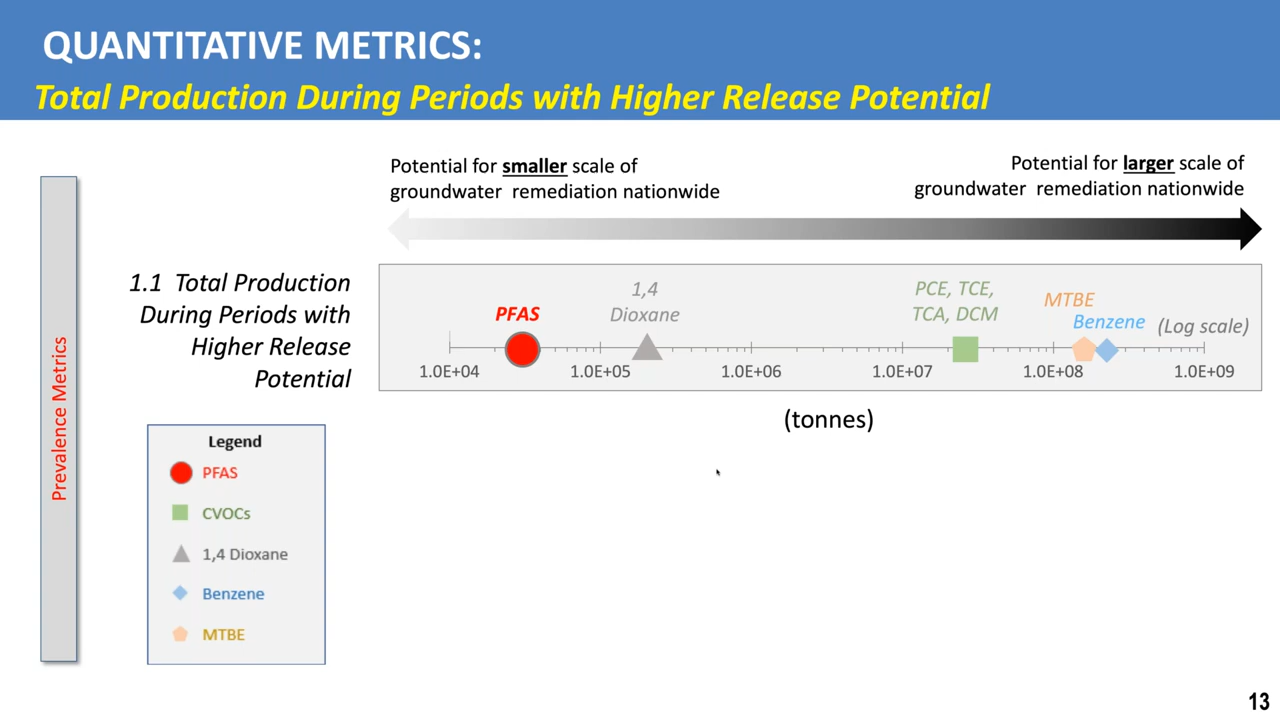 QUANTITATIVE METRICS:
Total Production During Periods with Higher Release Potential
Potential for smaller scale of
groundwater remediation nationwide
Potential for larger scale of
groundwater remediation nationwide
Prevalence Metrics
1.1 Total Production
During Periods with
Higher Release
Potential
PFAS
1,4
Dioxane
PCE, TCE,
TCA, DCM
MTBE
Benzene
(Log scale)
1.0E+04
1.0E+05
1.0E+06
1.0E+07
1.0E+08
1.0E+09
(tonnes)
Legend
PFAS
CVOCs
1,4 Dioxane
Benzene
MTBE
13